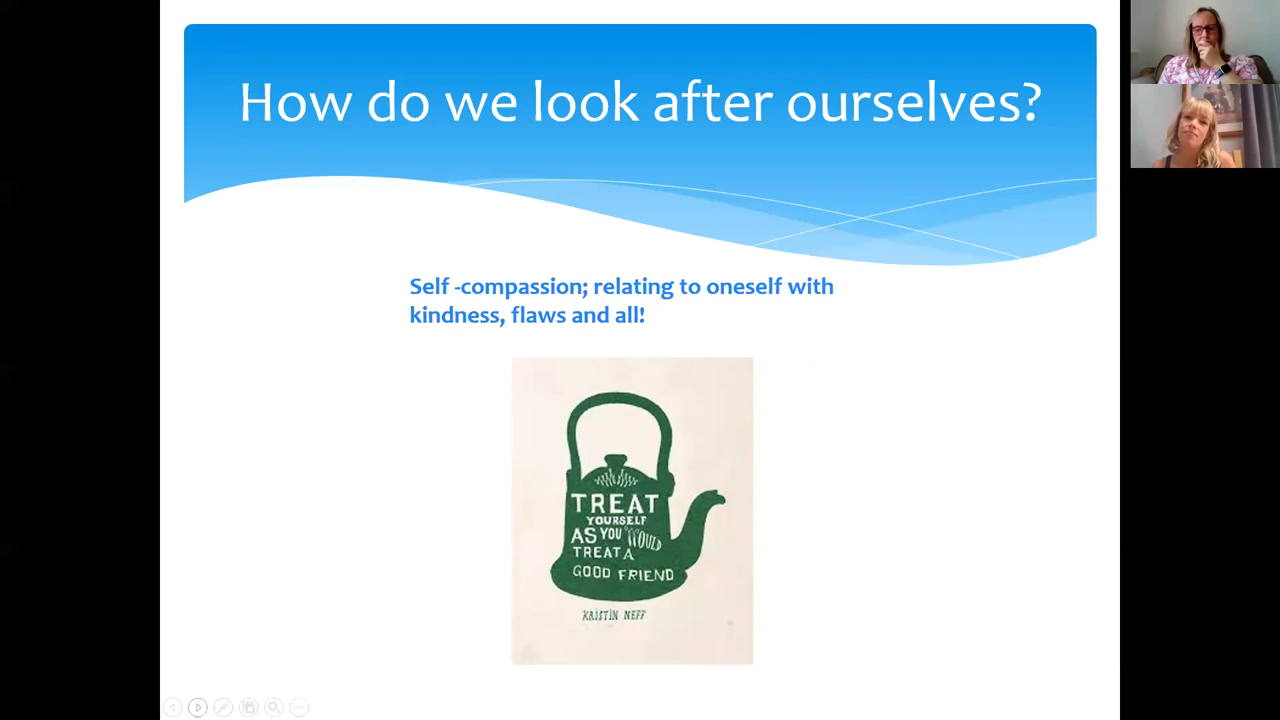 How do we look after ourselves?
Self -compassion; relating to oneself with
kindness, flaws and all!
TREAT
YOURSELF
AS YOU WOULD
TREAT A
GOOD FRIEND
KRISTIN NEFF